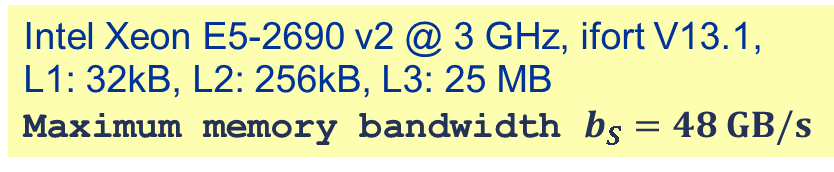 Intel Xeon E5-2690 v2 @ 3 GHz, ifort V13.1,
L1: 32kB, L2: 256kB, L3: 25 MB
Maximum memory bandwidth b_S = 48 GB/s